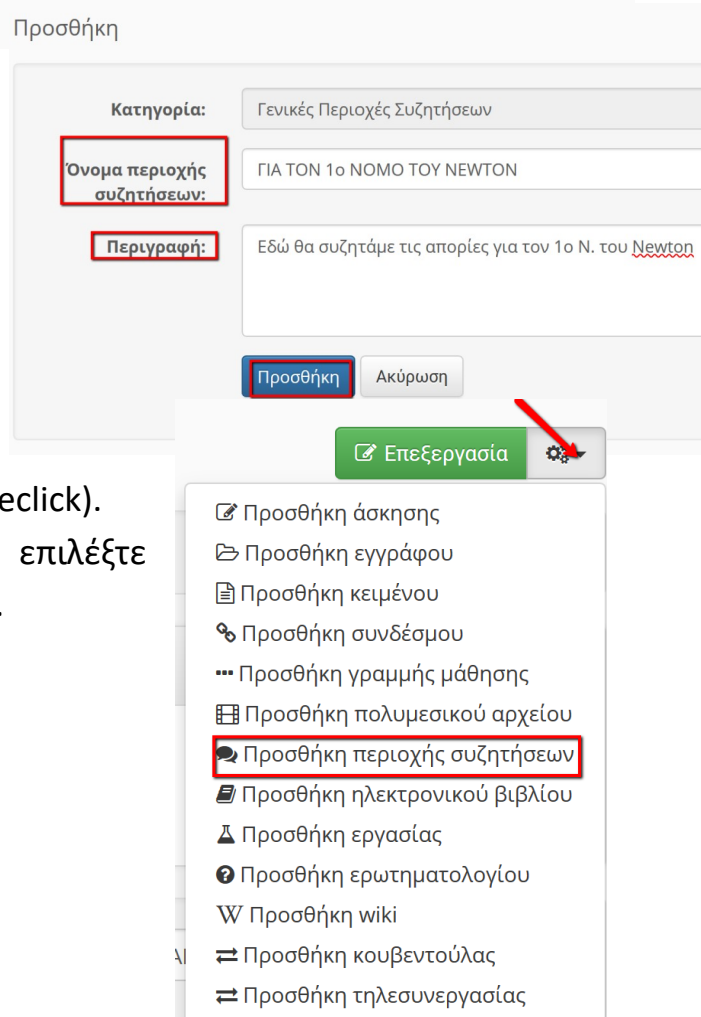 Προσθήκη
Κατηγορία:
Γενικές Περιοχές Συζητήσεων
Όνομα περιοχής
συζητήσεων:
ΓΙΑ ΤΟΝ 1ο ΝΟΜΟ ΤΟΥ NEWTON
Περιγραφή:
Εδώ θα συζητάμε τις απορίες για τον 1ο Ν. του Newton
Προσθήκη Ακύρωση
Επεξεργασία
eclick).
επιλέξτε
.
Προσθήκη άσκησης
Προσθήκη εγγράφου
Προσθήκη κειμένου
Προσθήκη συνδέσμου
Προσθήκη γραμμής μάθησης
Προσθήκη πολυμεσικού αρχείου
Προσθήκη περιοχής συζητήσεων
Προσθήκη ηλεκτρονικού βιβλίου
Προσθήκη εργασίας
Προσθήκη ερωτηματολογίου
Προσθήκη wiki
Προσθήκη κουβεντούλας
Προσθήκη τηλεσυνεργασίας